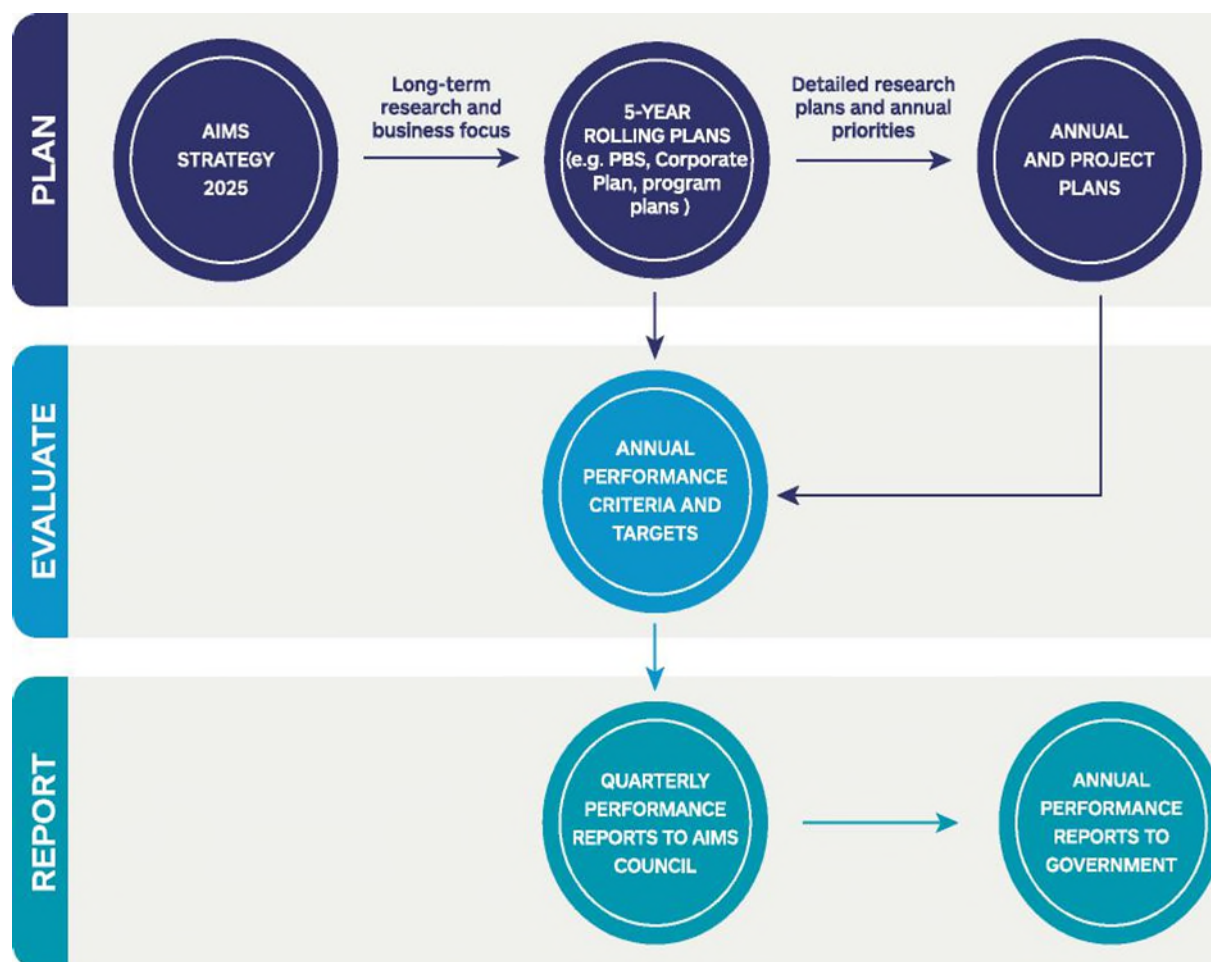 PLAN
AIMS
STRATEGY
2025
Long-term
research and
business focus
5-YEAR
ROLLING PLANS
(e.g. PBS, Corporate
Plan, program
plans )
Detailed research
plans and annual
priorities
ANNUAL
AND PROJECT
PLANS
EVALUATE
ANNUAL
PERFORMANCE
CRITERIA AND
TARGETS
REPORT
QUARTERLY
PERFORMANCE
REPORTS TO AIMS
COUNCIL
ANNUAL
PERFORMANCE
REPORTS TO
GOVERNMENT